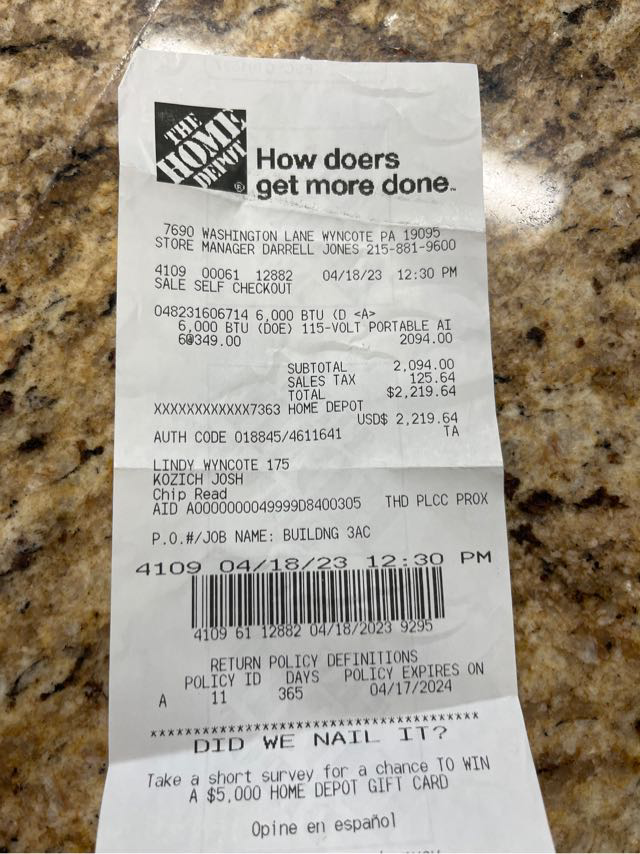 THE
HOME
DEPOT
®
How doers
get more done™
7690 WASHINGTON LANE WYNCOTE PA 19095
STORE MANAGER DARRELL JONES 215-881-9600
4109 00061 12882 04/18/23 12:30 PM
SALE SELF CHECKOUT
048231606714 6,000 BTU (D <A>
6,000 BTU (DOE) 115-VOLT PORTABLE AI
6@349.00 2094.00
SUBTOTAL 2,094.00
SALES TAX 125.64
TOTAL $2,219.64
XXXXXXXXXXXX7363 HOME DEPOT
USD$ 2,219.64
AUTH CODE 018845/4611641 TA
LINDY WYNCOTE 175
KOZICH JOSH
Chip Read
AID A0000000049999D8400305 THD PLCC PROX
P.O.#/JOB NAME: BUILDNG 3AC
4109 04/18/23 12:30 PM
4109 61 12882 04/18/2023 9295
RETURN POLICY DEFINITIONS
POLICY ID DAYS POLICY EXPIRES ON
A 11 365 04/17/2024
************************************************
DID WE NAIL IT?
Take a short survey for a chance TO WIN
A $5,000 HOME DEPOT GIFT CARD
Opine en español